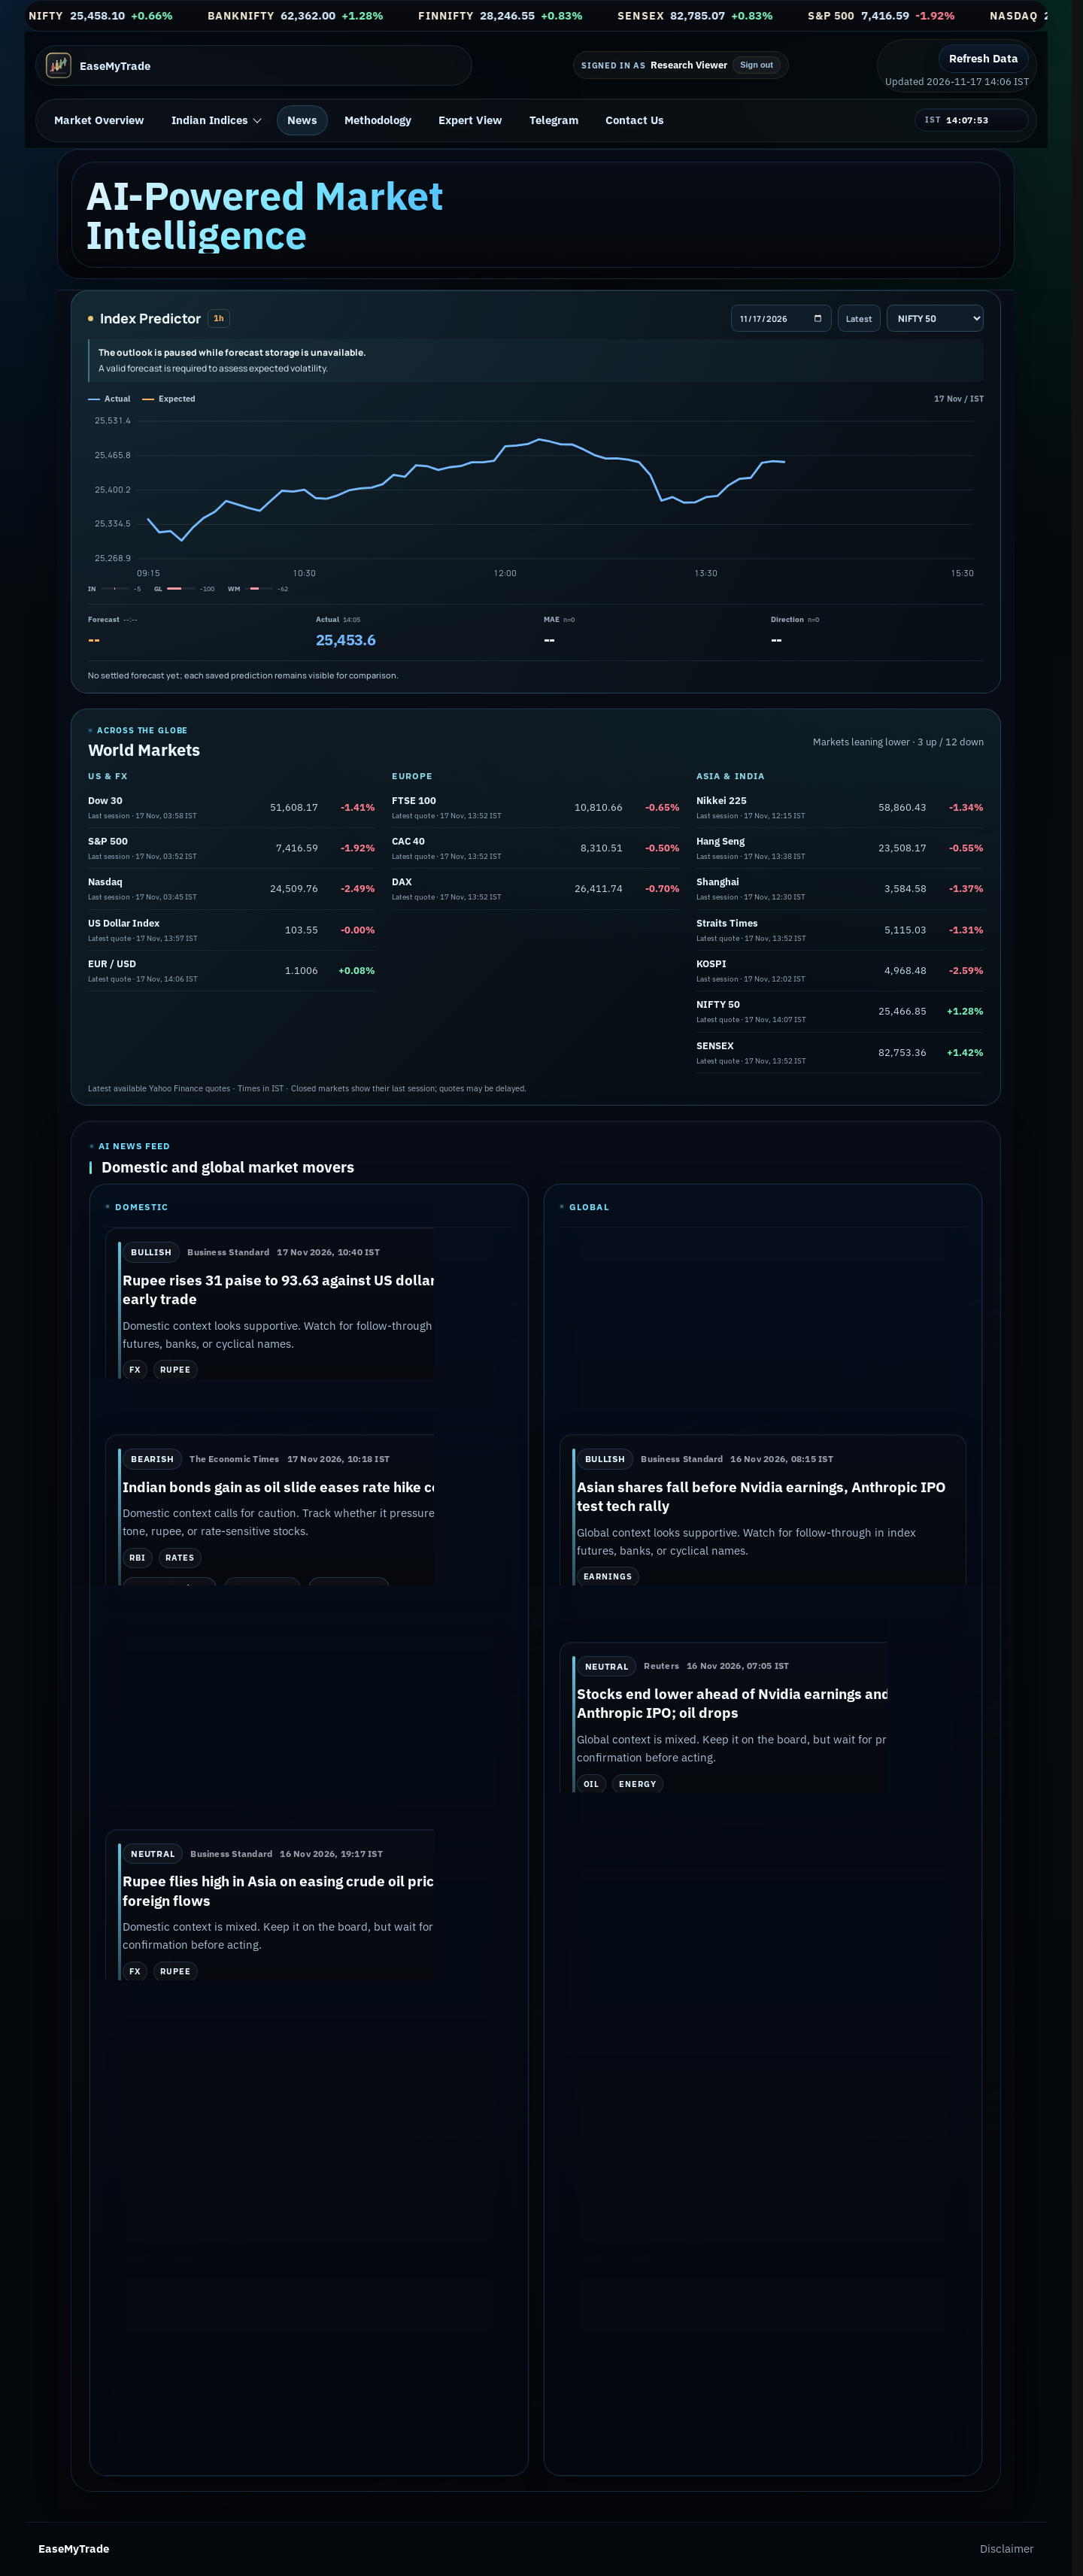 NIFTY 25,458.10 +0.66% BANKNIFTY 62,362.00 +1.28% FINNIFTY 28,246.55 +0.83% SENSEX 82,785.07 +0.83% S&P 500 7,416.59 -1.92% NASDAQ
EaseMyTrade
SIGNED IN AS Research Viewer Sign out
Refresh Data
Updated 2026-11-17 14:06 IST
Market Overview Indian Indices News Methodology Expert View Telegram Contact Us
IST 14:07:53
AI-Powered Market
Intelligence
Index Predictor 1h
11/17/2026 Latest NIFTY 50
The outlook is paused while forecast storage is unavailable.
A valid forecast is required to assess expected volatility.
Actual Expected 17 Nov / IST
25,531.4
25,465.8
25,400.2
25,334.5
25,268.9
09:15 10:30 12:00 13:30 15:30
IN -5 GL -100 WM -62
Forecast --:-- Actual 14:05 MAE n=0 Direction n=0
-- 25,453.6 -- --
No settled forecast yet; each saved prediction remains visible for comparison.
ACROSS THE GLOBE
World Markets
Markets leaning lower · 3 up / 12 down
US & FX
Dow 30 51,608.17 -1.41%
Last session · 17 Nov, 03:58 IST
S&P 500 7,416.59 -1.92%
Last session · 17 Nov, 03:52 IST
Nasdaq 24,509.76 -2.49%
Last session · 17 Nov, 03:45 IST
US Dollar Index 103.55 -0.00%
Latest quote · 17 Nov, 13:57 IST
EUR / USD 1.1006 +0.08%
Latest quote · 17 Nov, 14:06 IST
EUROPE
FTSE 100 10,810.66 -0.65%
Latest quote · 17 Nov, 13:52 IST
CAC 40 8,310.51 -0.50%
Latest quote · 17 Nov, 13:52 IST
DAX 26,411.74 -0.70%
Latest quote · 17 Nov, 13:52 IST
ASIA & INDIA
Nikkei 225 58,860.43 -1.34%
Last session · 17 Nov, 12:15 IST
Hang Seng 23,508.17 -0.55%
Last session · 17 Nov, 13:38 IST
Shanghai 3,584.58 -1.37%
Last session · 17 Nov, 12:30 IST
Straits Times 5,115.03 -1.31%
Latest quote · 17 Nov, 13:52 IST
KOSPI 4,968.48 -2.59%
Last session · 17 Nov, 12:02 IST
NIFTY 50 25,466.85 +1.28%
Latest quote · 17 Nov, 14:07 IST
SENSEX 82,753.36 +1.42%
Latest quote · 17 Nov, 13:52 IST
Latest available Yahoo Finance quotes · Times in IST · Closed markets show their last session; quotes may be delayed.
AI NEWS FEED
Domestic and global market movers
DOMESTIC
BULLISH Business Standard 17 Nov 2026, 10:40 IST
Rupee rises 31 paise to 93.63 against US dollar
early trade
Domestic context looks supportive. Watch for follow-through
futures, banks, or cyclical names.
FX RUPEE
BEARISH The Economic Times 17 Nov 2026, 10:18 IST
Indian bonds gain as oil slide eases rate hike
Domestic context calls for caution. Track whether it pressure
tone, rupee, or rate-sensitive stocks.
RBI RATES
NEUTRAL Business Standard 16 Nov 2026, 19:17 IST
Rupee flies high in Asia on easing crude oil pric
foreign flows
Domestic context is mixed. Keep it on the board, but wait for
confirmation before acting.
FX RUPEE
GLOBAL
BULLISH Business Standard 16 Nov 2026, 08:15 IST
Asian shares fall before Nvidia earnings, Anthropic IPO
test tech rally
Global context looks supportive. Watch for follow-through in index
futures, banks, or cyclical names.
EARNINGS
NEUTRAL Reuters 16 Nov 2026, 07:05 IST
Stocks end lower ahead of Nvidia earnings and
Anthropic IPO; oil drops
Global context is mixed. Keep it on the board, but wait for pr
confirmation before acting.
OIL ENERGY
EaseMyTrade Disclaimer